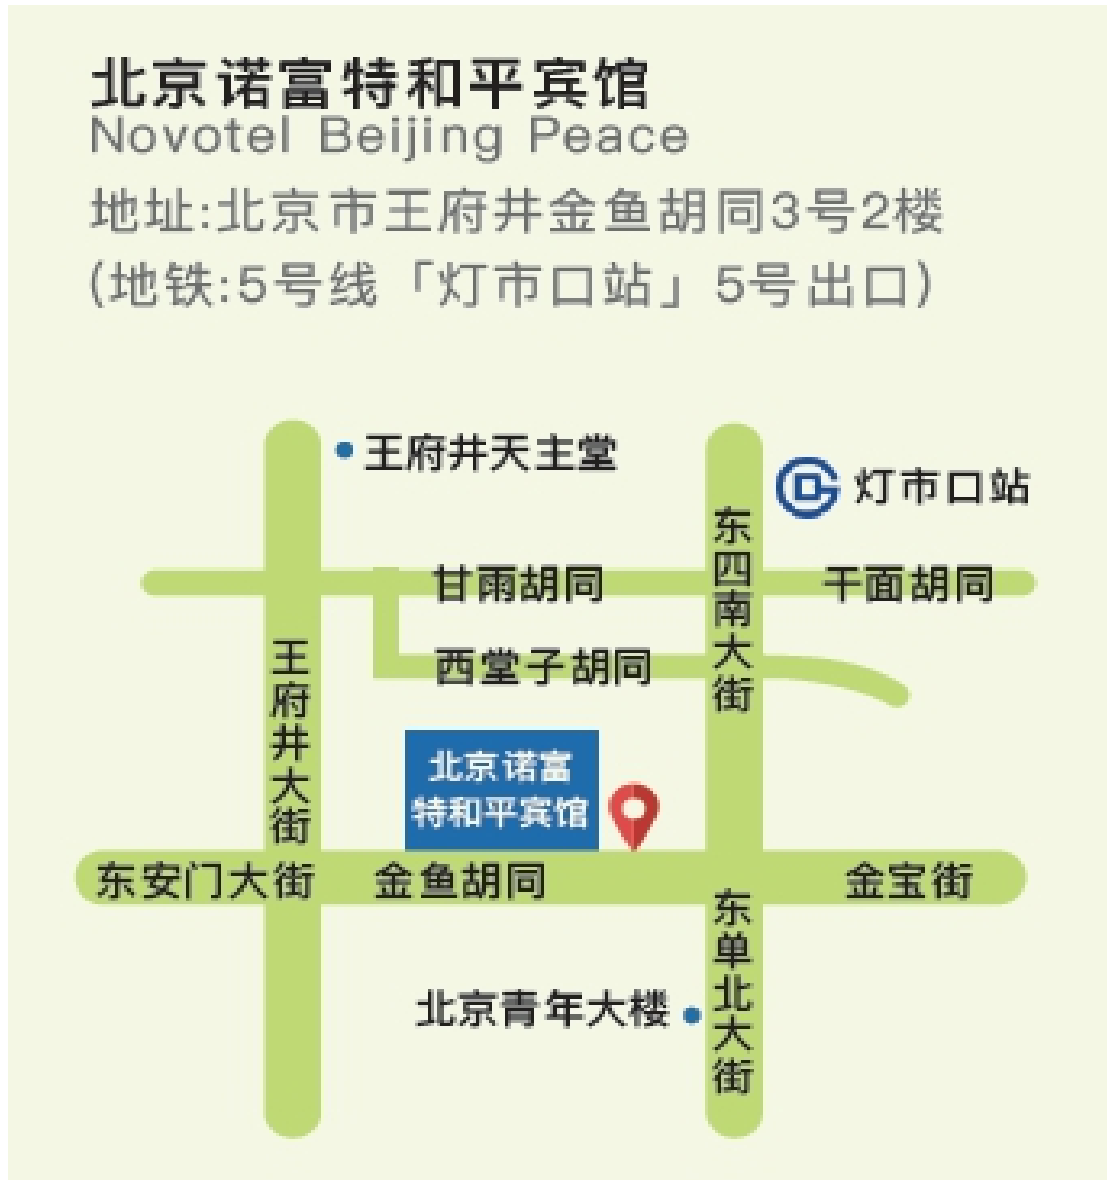 北京诺富特和平宾馆
Novotel Beijing Peace
地址:北京市王府井金鱼胡同3号2楼
(地铁:5号线「灯市口站」5号出口)
王府井天主堂
灯市口站
东四南大街
甘雨胡同
干面胡同
王府井大街
西堂子胡同
北京诺富
特和平宾馆
东安门大街
金鱼胡同
金宝街
东单北大街
北京青年大楼